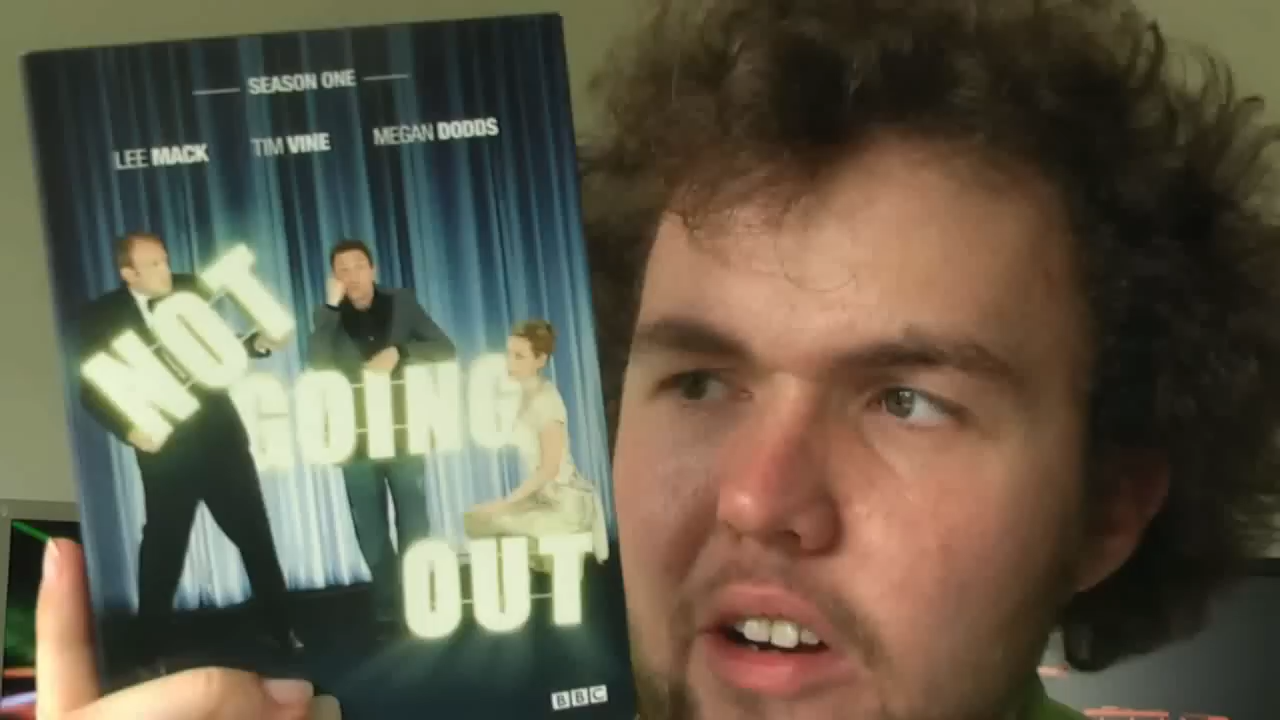 SEASON ONE
LEE MACK TIM VINE MEGAN DODDS
NOT
GOING
OUT
BBC